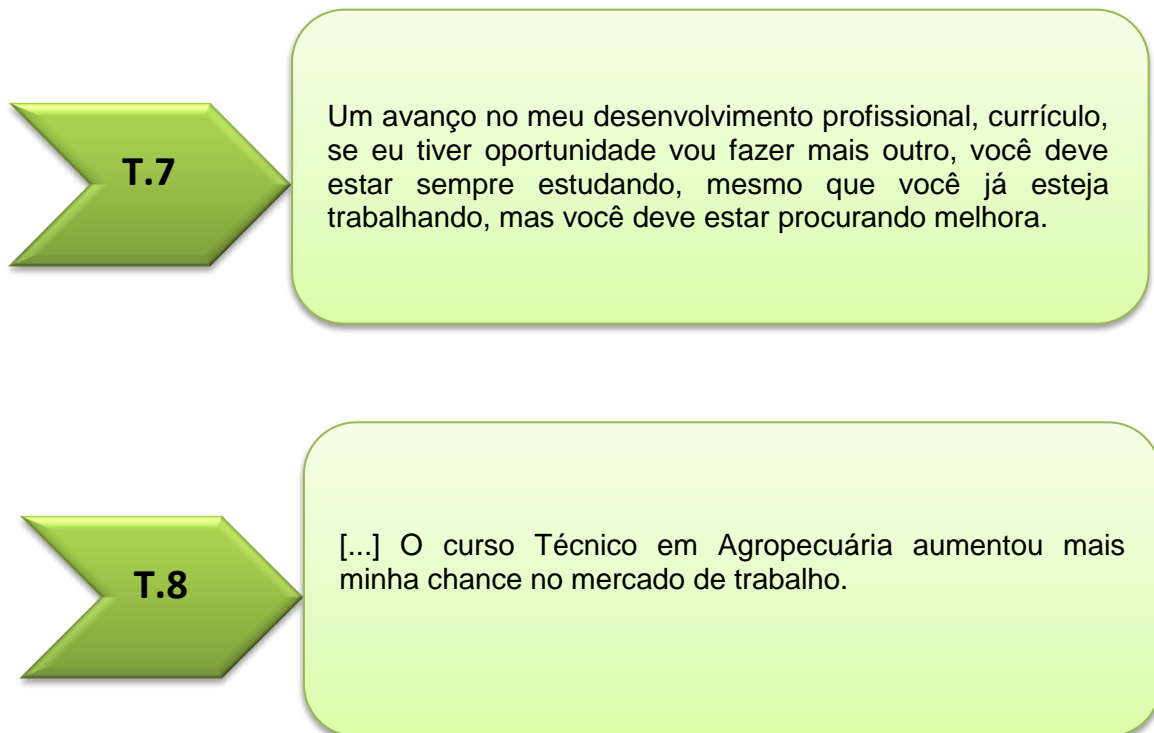 T.7
Um avanço no meu desenvolvimento profissional, currículo,
se eu tiver oportunidade vou fazer mais outro, você deve
estar sempre estudando, mesmo que você já esteja
trabalhando, mas você deve estar procurando melhora.
T.8
[...] O curso Técnico em Agropecuária aumentou mais
minha chance no mercado de trabalho.